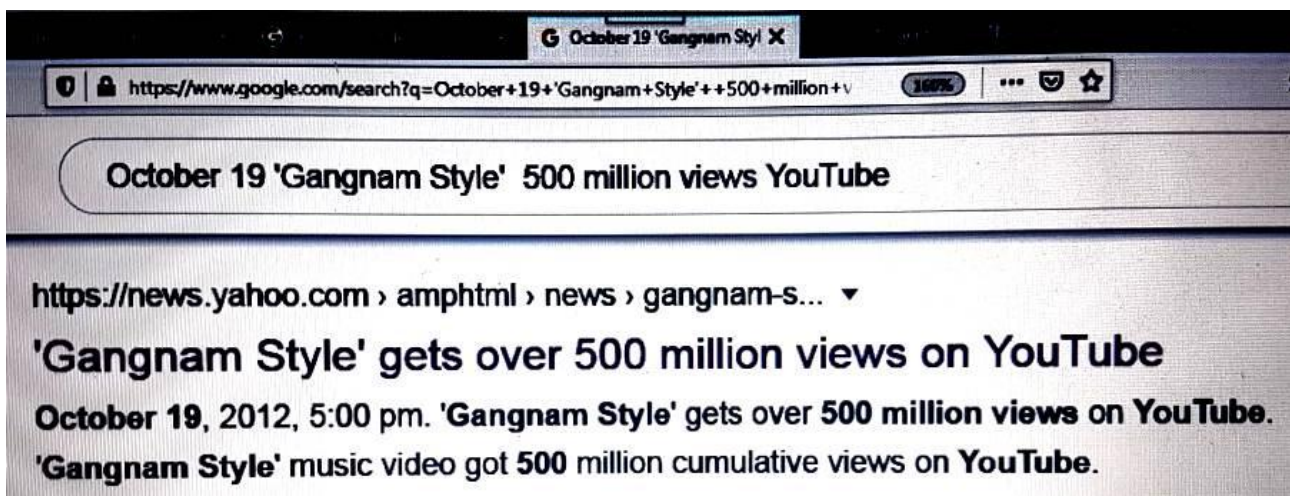 G October 19 'Gangnam Styl ✕
https://www.google.com/search?q=October+19+'Gangnam+Style'++500+million+v 160% •••
October 19 'Gangnam Style' 500 million views YouTube
https://news.yahoo.com › amphtml › news › gangnam-s... ▼
'Gangnam Style' gets over 500 million views on YouTube
October 19, 2012, 5:00 pm. 'Gangnam Style' gets over 500 million views on YouTube.
'Gangnam Style' music video got 500 million cumulative views on YouTube.